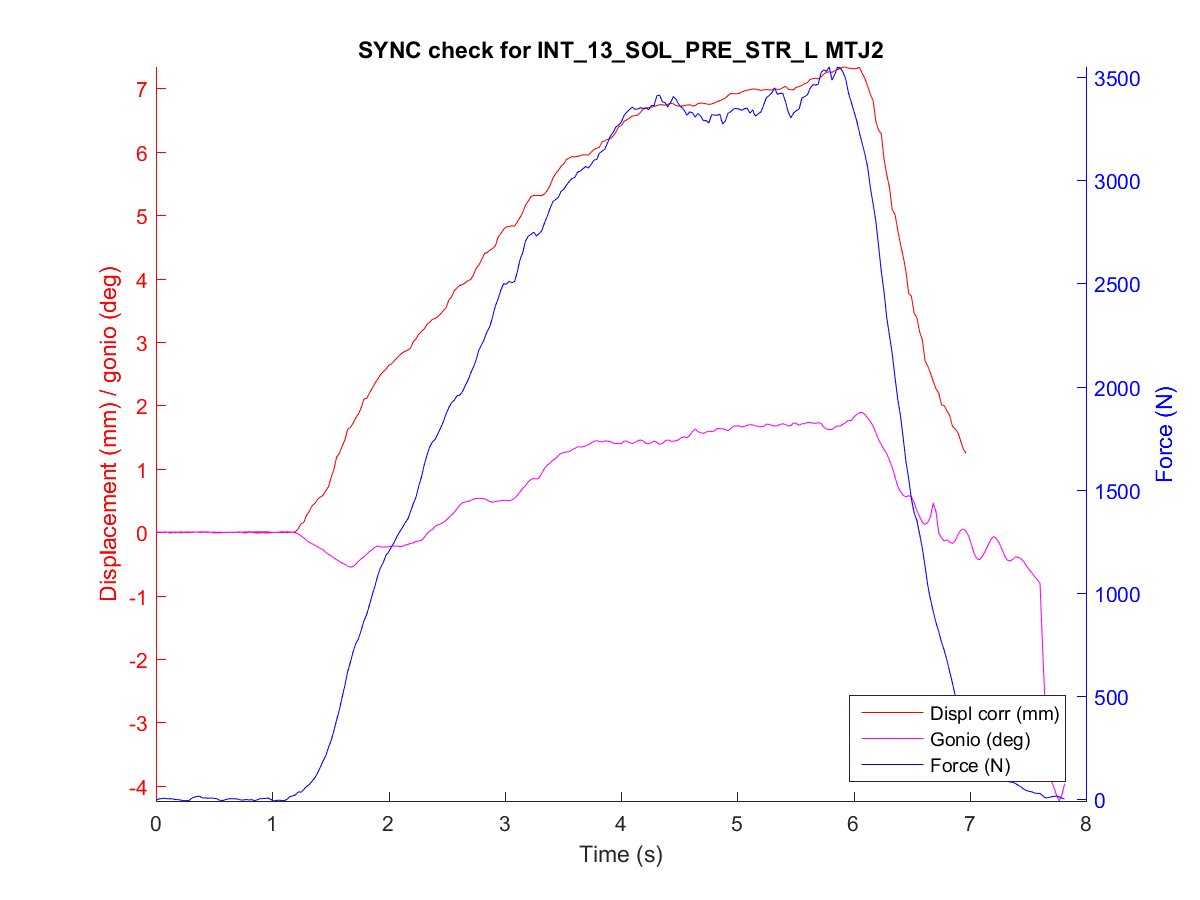 SYNC check for INT_13_SOL_PRE_STR_L MTJ2
7
6
5
4
3
2
1
0
-1
-2
-3
-4
Displacement (mm) / gonio (deg)
3500
3000
2500
2000
1500
1000
500
0
Force (N)
Displ corr (mm)
Gonio (deg)
Force (N)
0 1 2 3 4 5 6 7 8
Time (s)